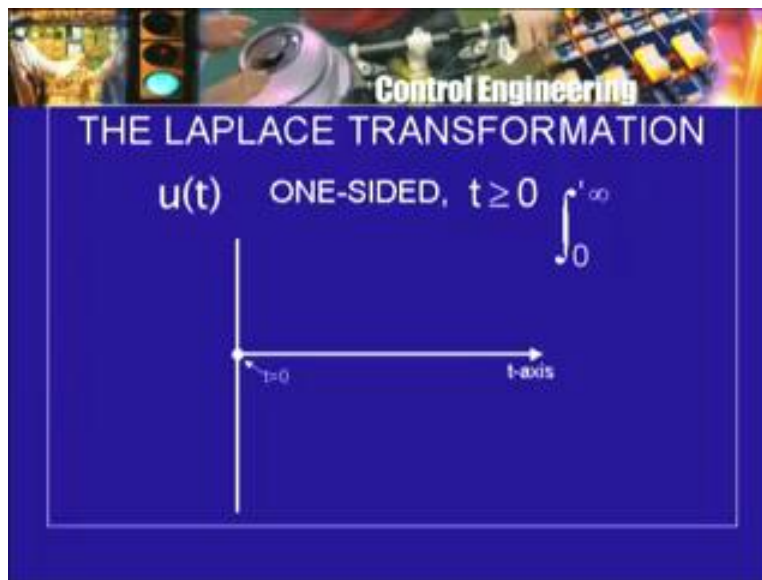 Control Engineering
THE LAPLACE TRANSFORMATION
u(t) ONE-SIDED, t ≥ 0 ∫
∞
0
t=0
t-axis